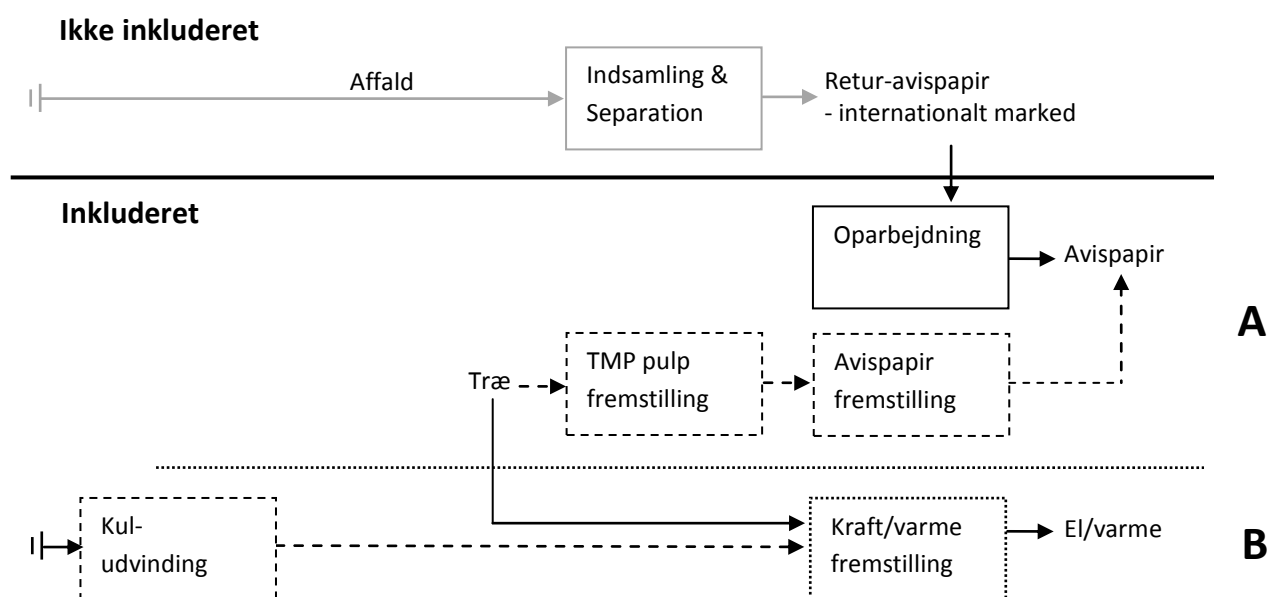 Ikke inkluderet
Affald
Indsamling &
Separation
Retur-avispapir
- internationalt marked
Inkluderet
Oparbejdning
Avispapir
A
Træ
TMP pulp
fremstilling
Avispapir
fremstilling
Kul-
udvinding
Kraft/varme
fremstilling
El/varme
B